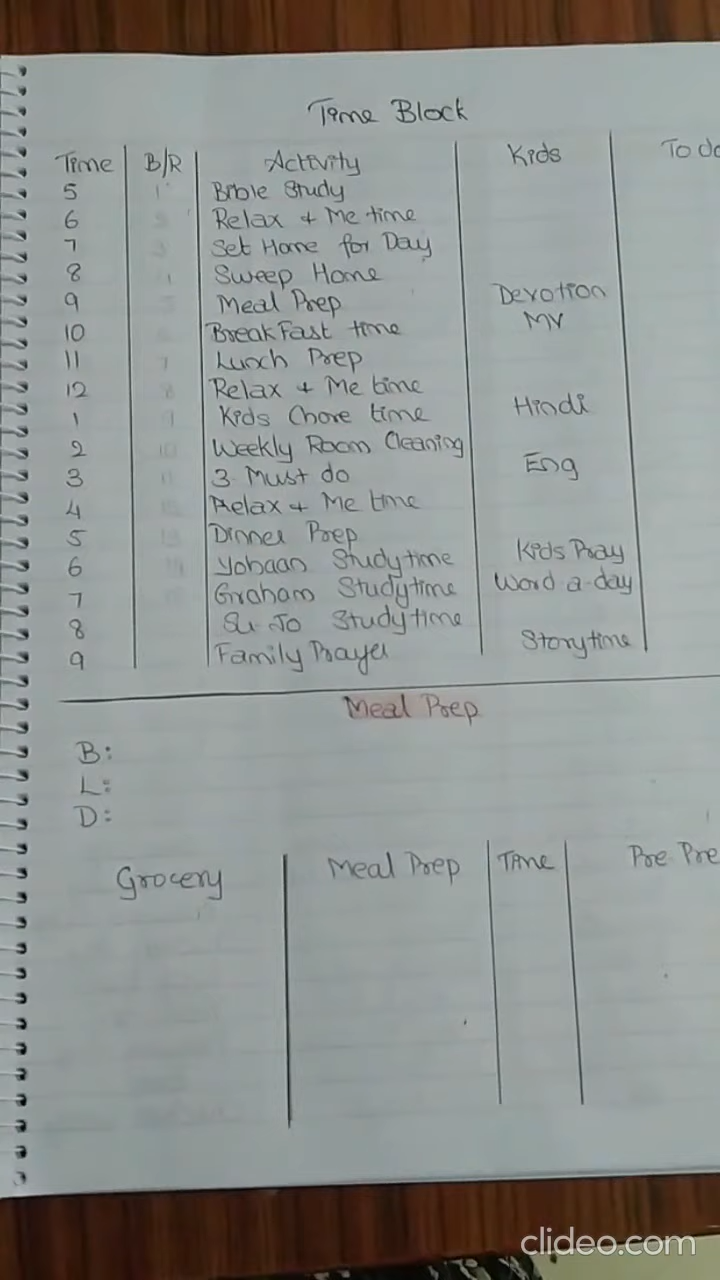 Time Block
Time B/R Activity Kids To do
5 Bible Study
6 Relax + Me time
7 Set Home for Day
8 Sweep Home
9 Meal Prep Devotion
10 BreakFast time MV
11 Lunch Prep
12 Relax + Me time
1 Kids Chore time Hindi
2 Weekly Room Cleaning
3 3 Must do Eng
4 Relax + Me time
5 Dinner Prep
6 Yohaan Study time Kids Pray
7 Graham Study time Word a day
8 Su Jo Study time
9 Family Prayer Storytime
Meal Prep
B:
L:
D:
Grocery Meal Prep Time Pre Pre
clideo.com